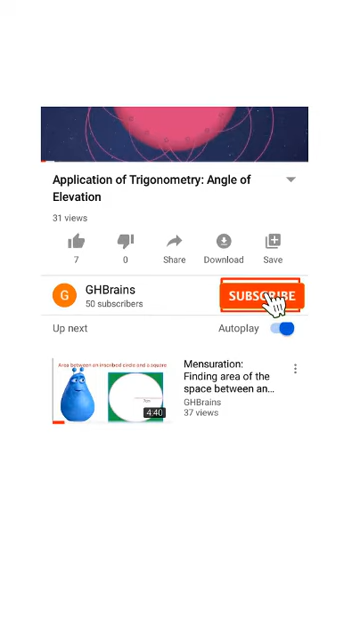 Application of Trigonometry: Angle of
Elevation
31 views
7
0
Share
Download
Save
G
GHBrains
50 subscribers
SUBSCRIBE
Up next
Autoplay
Area between an inscribed circle and a square
4:40
Mensuration:
Finding area of the
space between an...
GHBrains
37 views